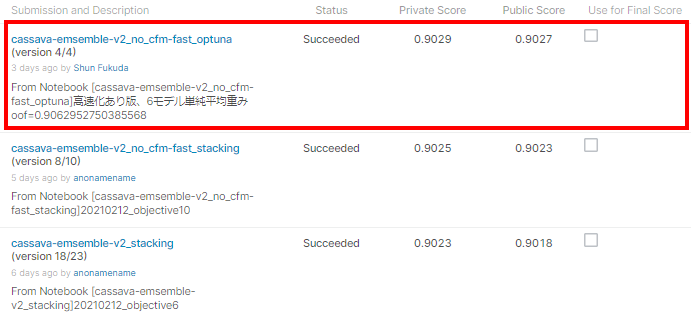 Submission and Description Status Private Score Public Score Use for Final Score
cassava-emsemble-v2_no_cfm-fast_optuna Succeeded 0.9029 0.9027
(version 4/4)
3 days ago by Shun Fukuda
From Notebook [cassava-emsemble-v2_no_cfm-
fast_optuna]高速化あり版、6モデル単純平均重み
oof=0.9062952750385568
cassava-emsemble-v2_no_cfm-fast_stacking Succeeded 0.9025 0.9023
(version 8/10)
5 days ago by anonamename
From Notebook [cassava-emsemble-v2_no_cfm-
fast_stacking]20210212_objective10
cassava-emsemble-v2_stacking Succeeded 0.9023 0.9018
(version 18/23)
6 days ago by anonamename
From Notebook [cassava-emsemble-
v2_stacking]20210212_objective6